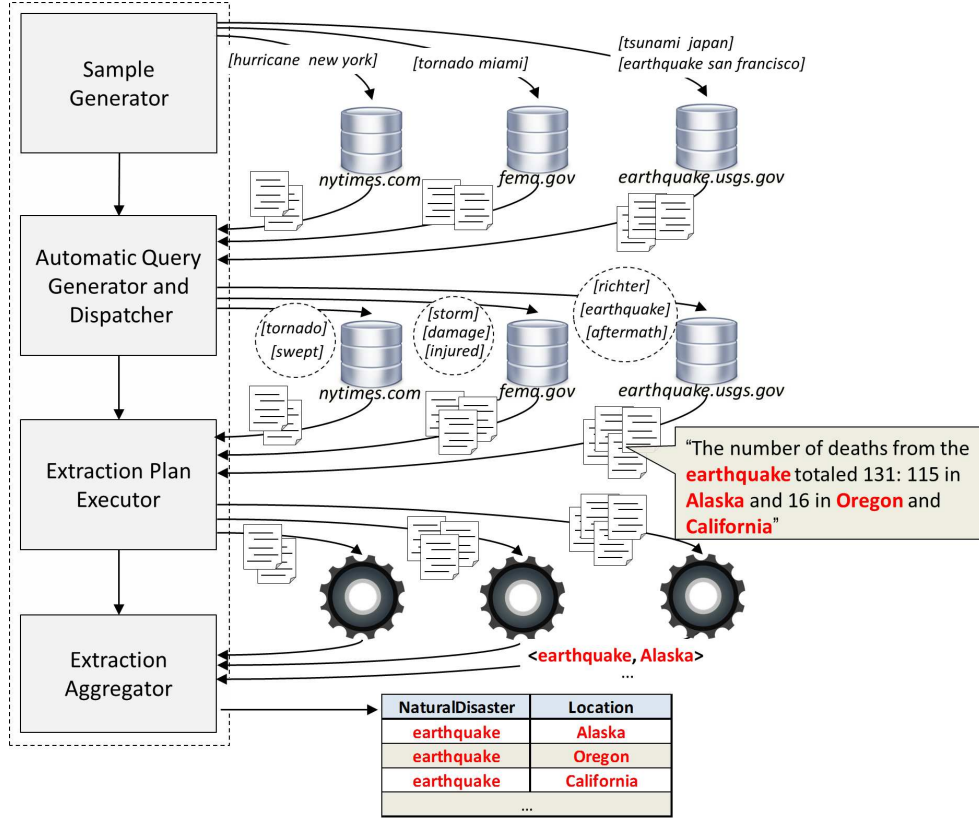 [tsunami japan]
[hurricane new york]
[tornado miami]
[earthquake san francisco]
Sample
Generator
nytimes.com
fema.gov
earthquake.usgs.gov
Automatic Query
Generator and
Dispatcher
[richter]
[earthquake]
[aftermath]
[storm]
[damage]
[injured]
[tornado]
[swept]
nytimes.com
fema.gov
earthquake.usgs.gov
Extraction Plan
Executor
“The number of deaths from the
earthquake totaled 131: 115 in
Alaska and 16 in Oregon and
California”
Extraction
Aggregator
<earthquake, Alaska>
...
NaturalDisaster Location
earthquake Alaska
earthquake Oregon
earthquake California
...